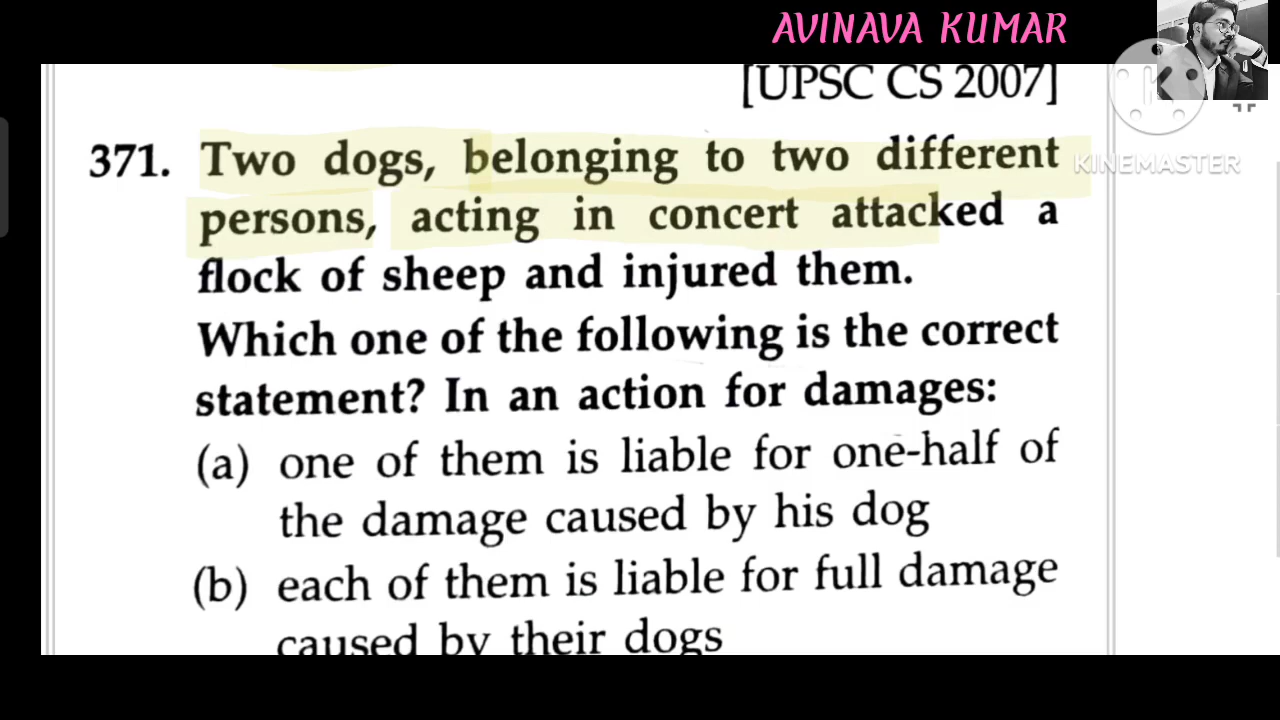 AVINAVA KUMAR
[UPSC CS 2007]
KINEMASTER
371. Two dogs, belonging to two different
persons, acting in concert attacked a
flock of sheep and injured them.
Which one of the following is the correct
statement? In an action for damages:
(a) one of them is liable for one-half of
the damage caused by his dog
(b) each of them is liable for full damage
caused by their dogs